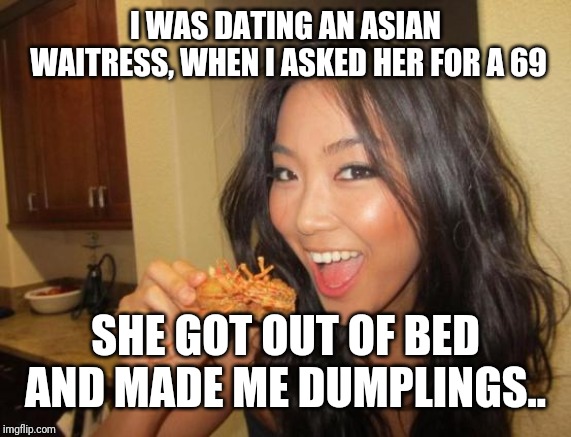 I WAS DATING AN ASIAN
WAITRESS, WHEN I ASKED HER FOR A 69
SHE GOT OUT OF BED
AND MADE ME DUMPLINGS..
imgflip.com